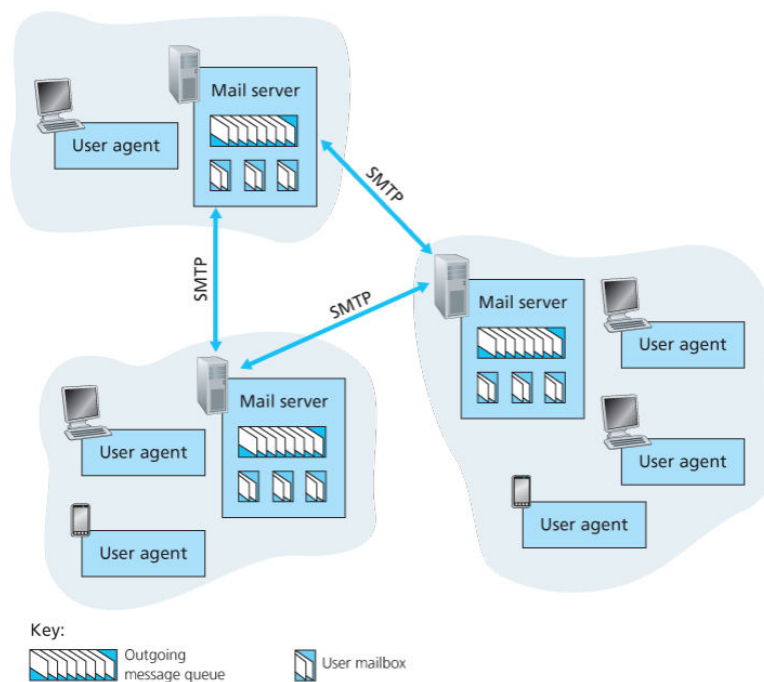 Mail server
User agent
SMTP
SMTP
SMTP
Mail server
User agent
User agent
User agent
Mail server
User agent
User agent
User agent
Key:
Outgoing
message queue
User mailbox